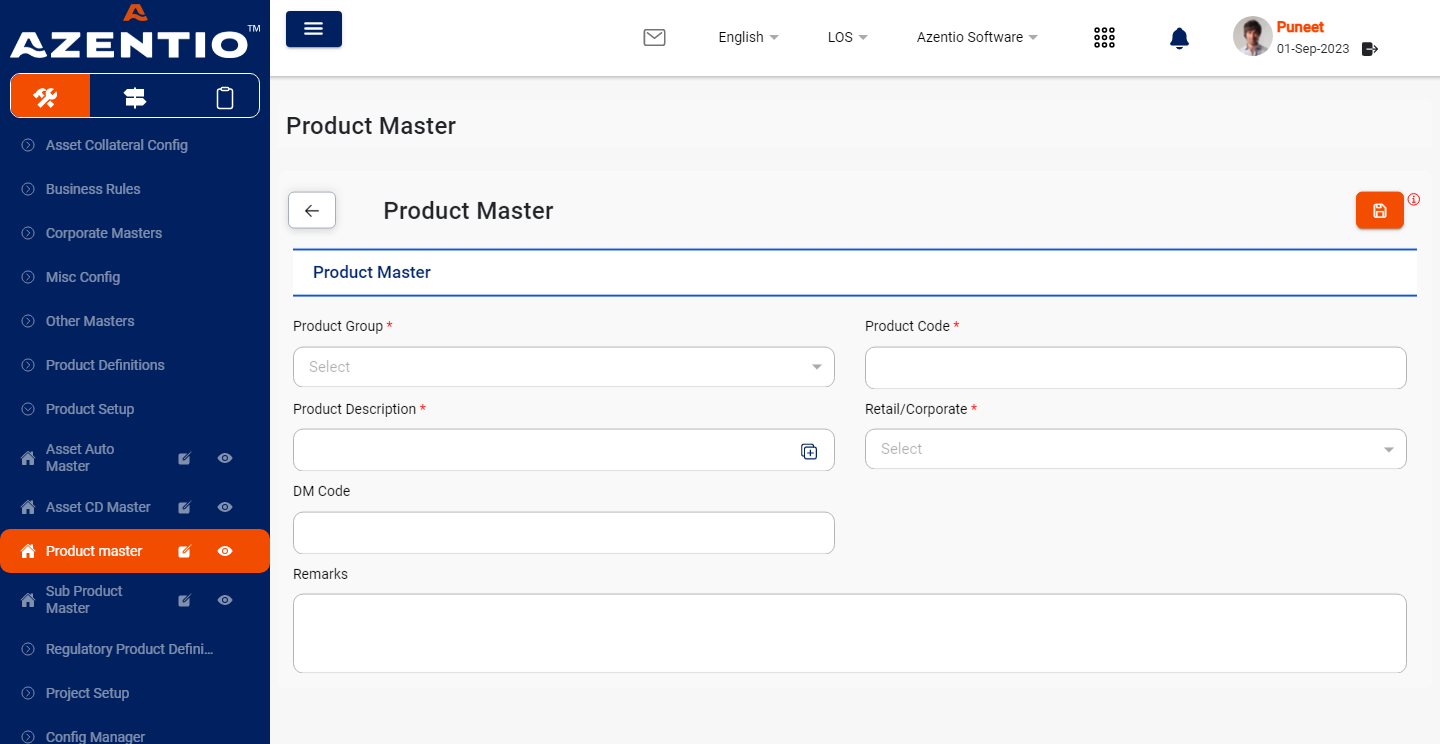 AZENTIO™
Asset Collateral Config
Business Rules
Corporate Masters
Misc Config
Other Masters
Product Definitions
Product Setup
Asset Auto
Master
Asset CD Master
Product master
Sub Product
Master
Regulatory Product Defini...
Project Setup
Config Manager
English
LOS
Azentio Software
Puneet
01-Sep-2023
Product Master
Product Master
Product Master
Product Group *
Product Code *
Select
Product Description *
Retail/Corporate *
Select
DM Code
Remarks